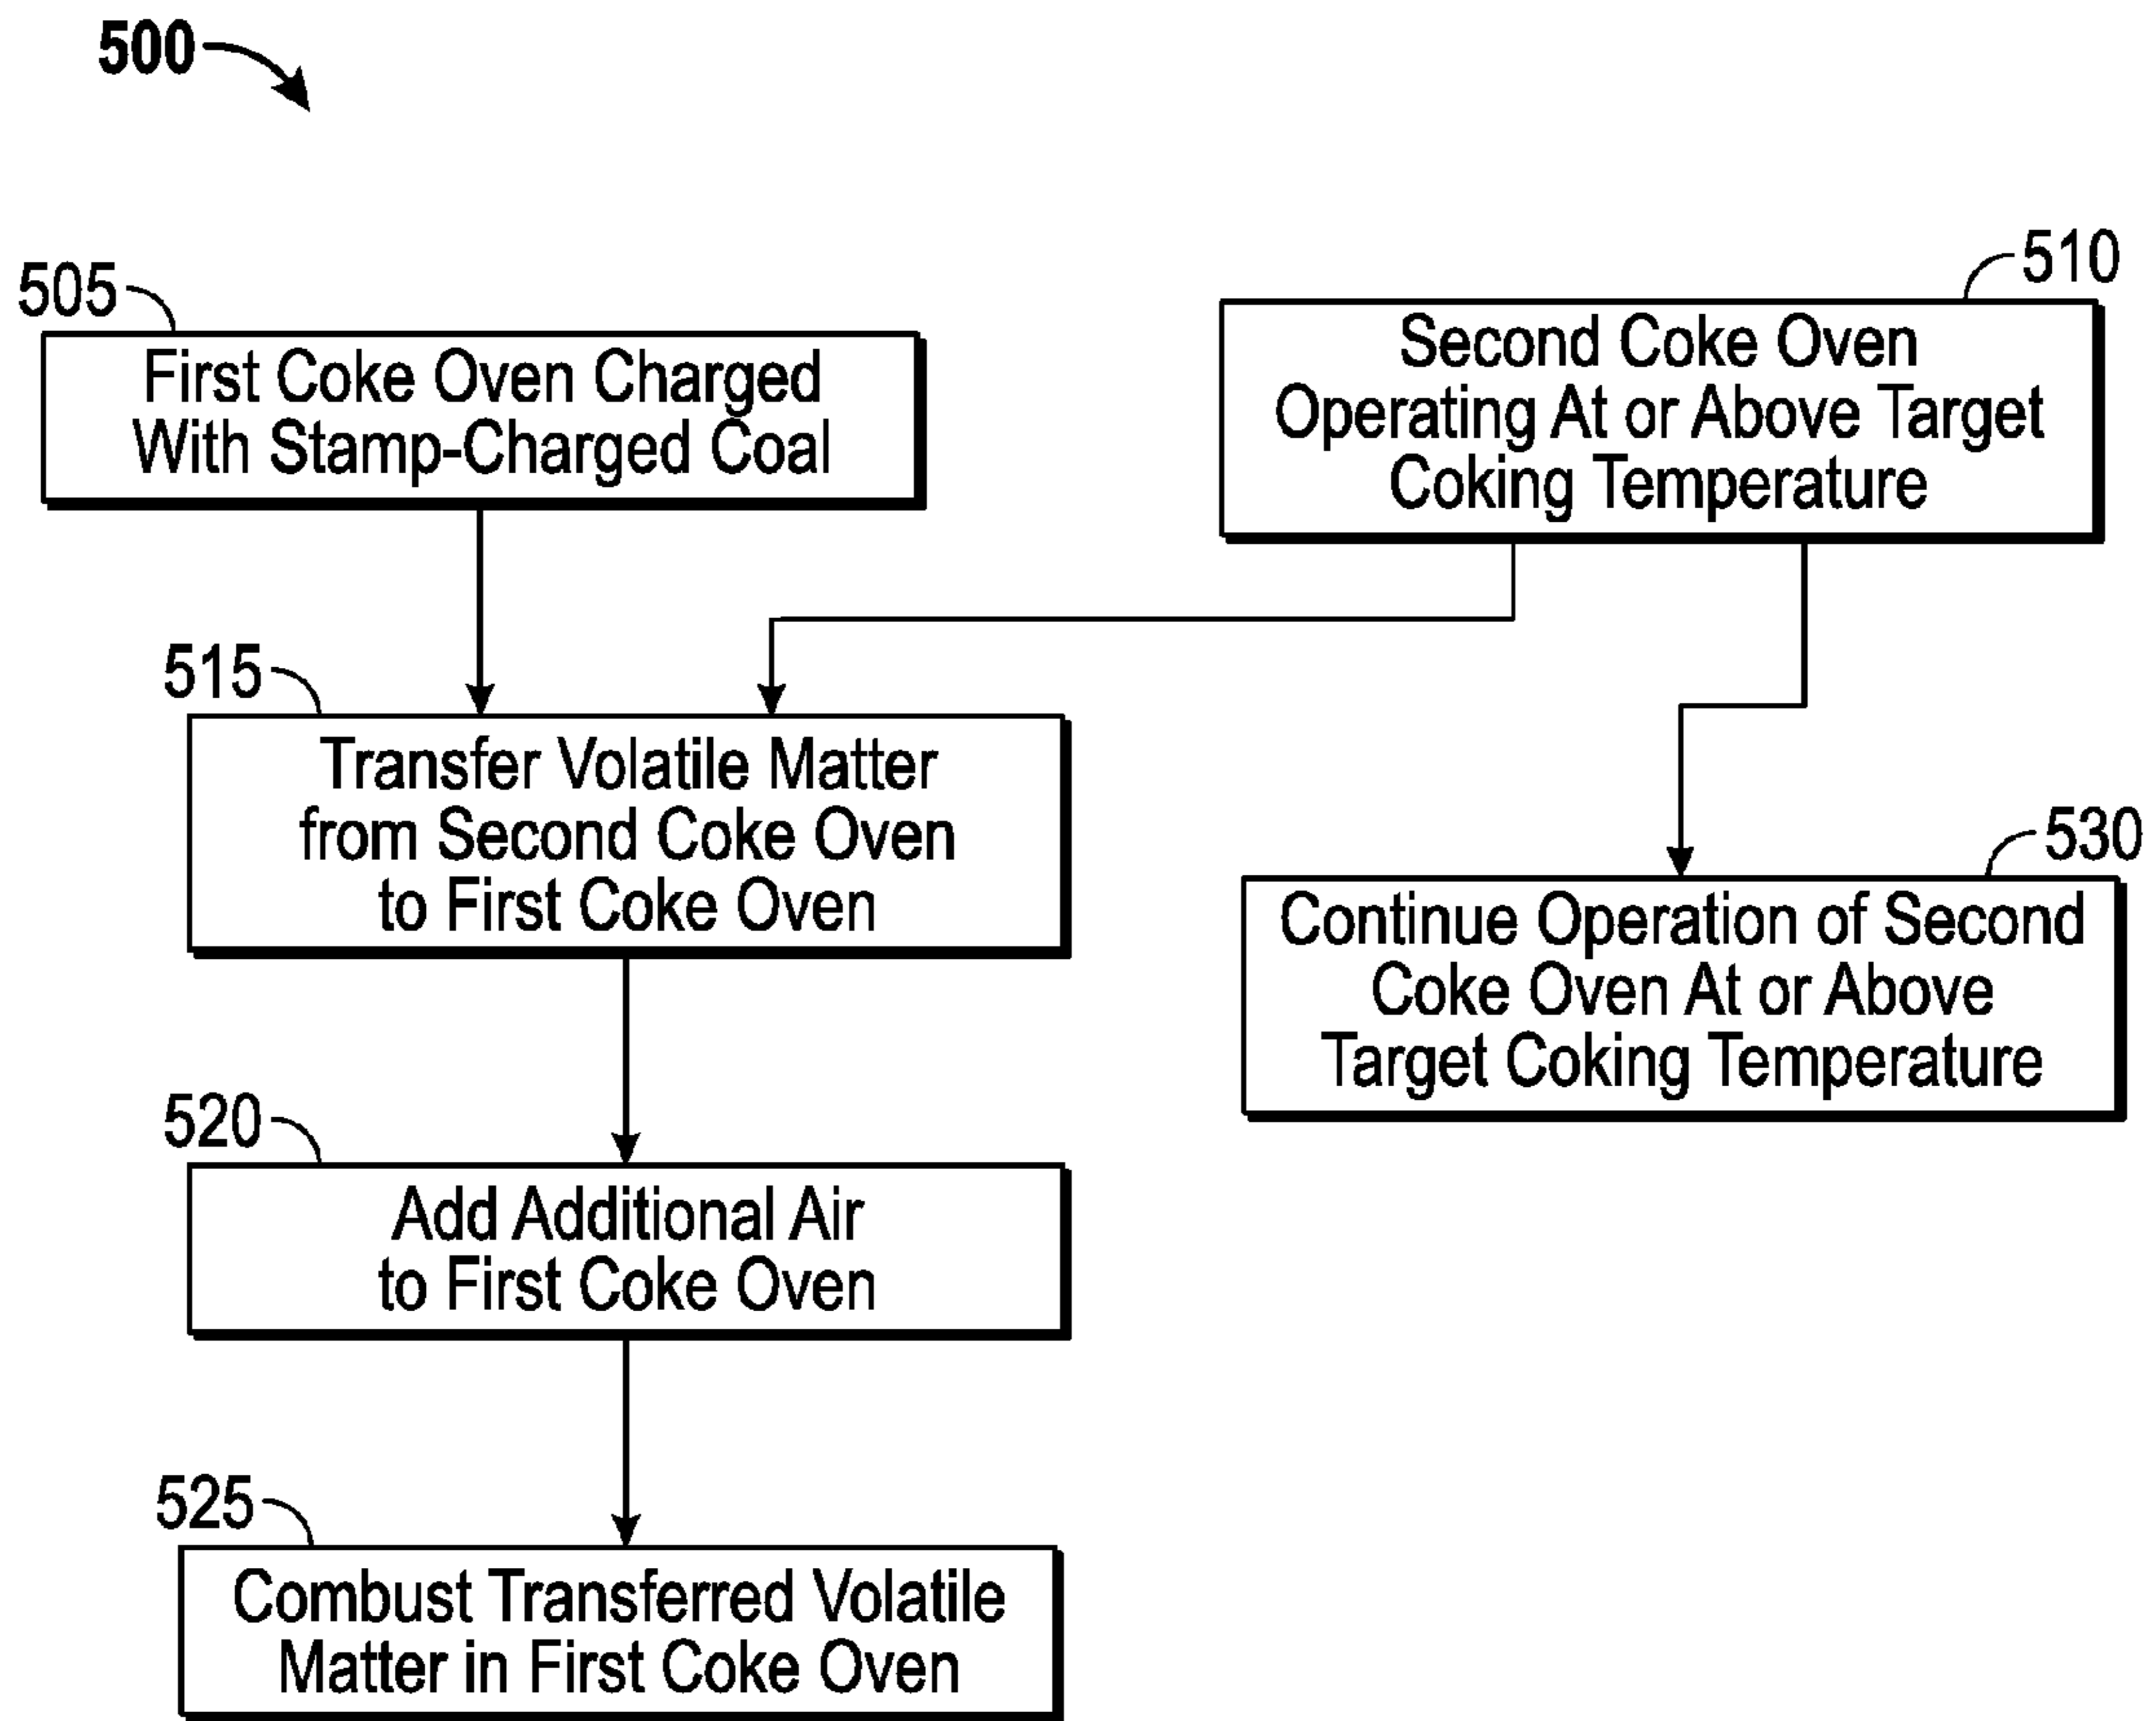 500
505
First Coke Oven Charged
With Stamp-Charged Coal
510
Second Coke Oven
Operating At or Above Target
Coking Temperature
515
Transfer Volatile Matter
from Second Coke Oven
to First Coke Oven
530
Continue Operation of Second
Coke Oven At or Above
Target Coking Temperature
520
Add Additional Air
to First Coke Oven
525
Combust Transferred Volatile
Matter in First Coke Oven